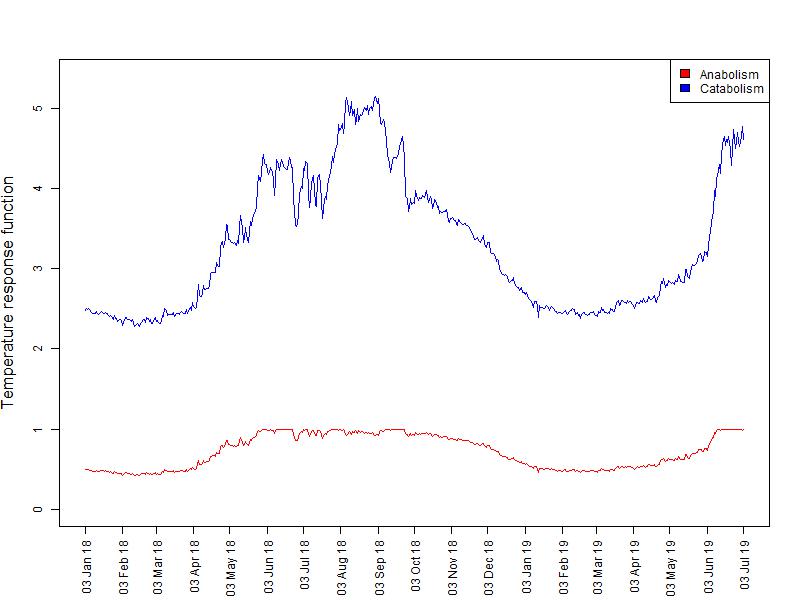 Anabolism
Catabolism
Temperature response function
5
4
3
2
1
0
03 Jan 18
03 Feb 18
03 Mar 18
03 Apr 18
03 May 18
03 Jun 18
03 Jul 18
03 Aug 18
03 Sep 18
03 Oct 18
03 Nov 18
03 Dec 18
03 Jan 19
03 Feb 19
03 Mar 19
03 Apr 19
03 May 19
03 Jun 19
03 Jul 19